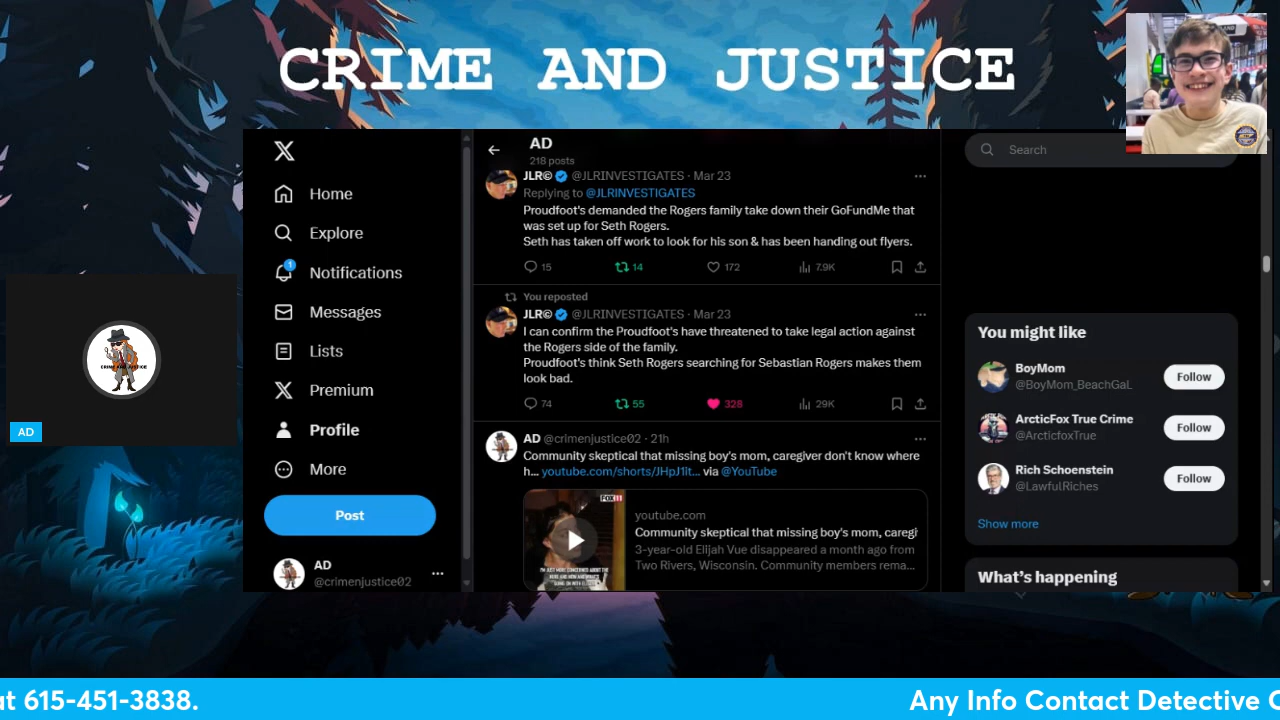 CRIME AND JUSTICE
AD
Home
Explore
1
Notifications
Messages
Lists
Premium
Profile
More
Post
AD
@crimenjustice02
AD
218 posts
JLR© @JLRINVESTIGATES · Mar 23
Replying to @JLRINVESTIGATES
Proudfoot's demanded the Rogers family take down their GoFundMe that
was set up for Seth Rogers.
Seth has taken off work to look for his son & has been handing out flyers.
15 14 172 7.9K
You reposted
JLR© @JLRINVESTIGATES · Mar 23
I can confirm the Proudfoot's have threatened to take legal action against
the Rogers side of the family.
Proudfoot's think Seth Rogers searching for Sebastian Rogers makes them
look bad.
74 55 328 29K
AD @crimenjustice02 · 21h
Community skeptical that missing boy's mom, caregiver don't know where
h... youtube.com/shorts/JHpJ1it... via @YouTube
FOX11
youtube.com
Community skeptical that missing boy's mom, caregi
3-year-old Elijah Vue disappeared a month ago from
Two Rivers, Wisconsin. Community members rema...
Search
You might like
BoyMom
@BoyMom_BeachGaL
Follow
ArcticFox True Crime
@ArcticfoxTrue
Follow
Rich Schoenstein
@LawfulRiches
Follow
Show more
What's happening
at 615-451-3838.
Any Info Contact Detective C